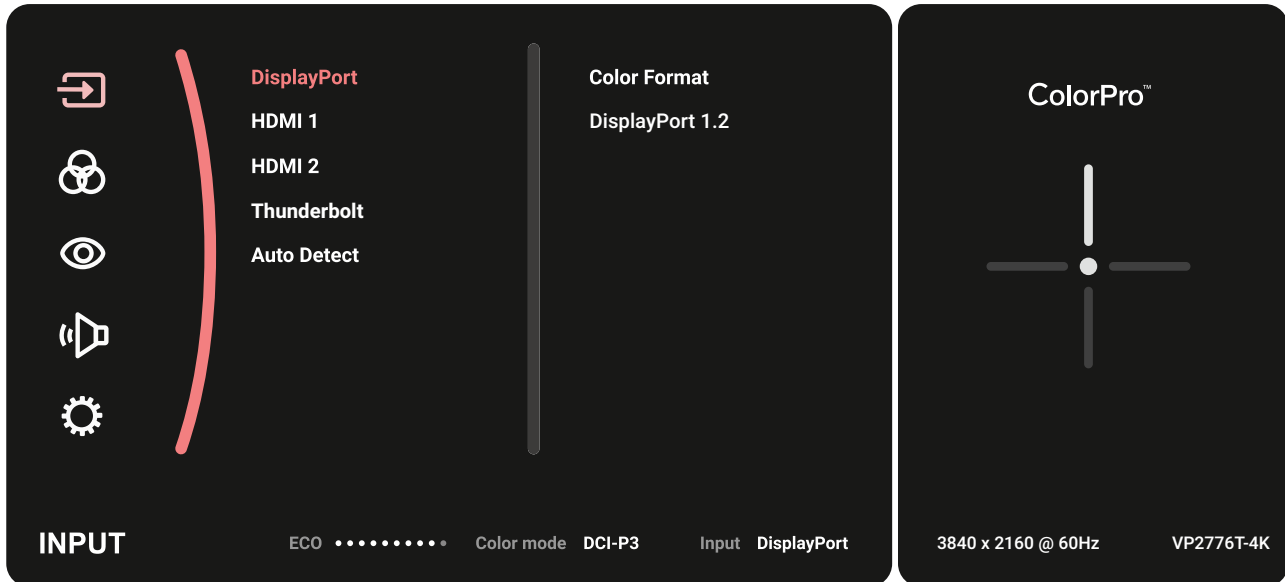 DisplayPort
HDMI 1
HDMI 2
Thunderbolt
Auto Detect
Color Format
DisplayPort 1.2
ColorPro™
INPUT
ECO
Color mode DCI-P3
Input DisplayPort
3840 x 2160 @ 60Hz
VP2776T-4K